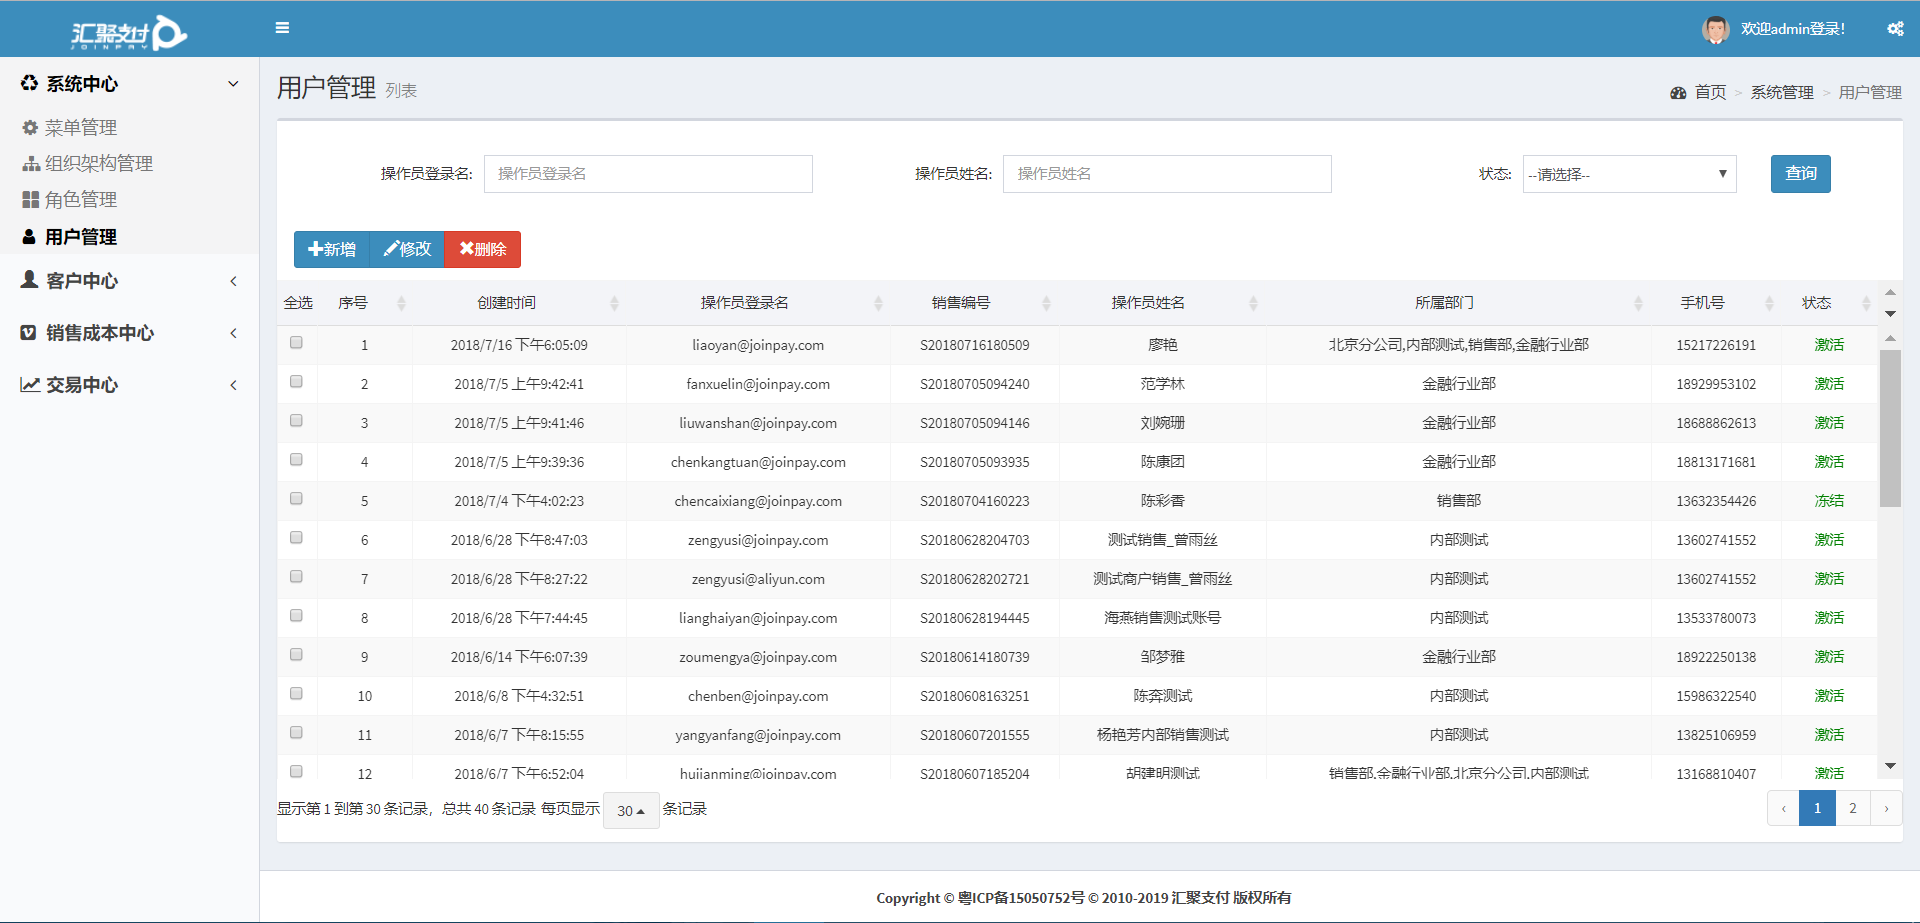 汇聚支付
JOINPAY
欢迎admin登录!
系统中心
菜单管理
组织架构管理
角色管理
用户管理
客户中心
销售成本中心
交易中心
用户管理 列表
首页 > 系统管理 > 用户管理
操作员登录名: 操作员登录名 操作员姓名: 操作员姓名 状态: --请选择-- 查询
新增 修改 删除
全选 序号 创建时间 操作员登录名 销售编号 操作员姓名 所属部门 手机号 状态
1 2018/7/16 下午6:05:09 liaoyan@joinpay.com S20180716180509 廖艳 北京分公司,内部测试,销售部,金融行业部 15217226191 激活
2 2018/7/5 上午9:42:41 fanxuelin@joinpay.com S20180705094240 范学林 金融行业部 18929953102 激活
3 2018/7/5 上午9:41:46 liuwanshan@joinpay.com S20180705094146 刘婉珊 金融行业部 18688862613 激活
4 2018/7/5 上午9:39:36 chenkangtuan@joinpay.com S20180705093935 陈康团 金融行业部 18813171681 激活
5 2018/7/4 下午4:02:23 chencaixiang@joinpay.com S20180704160223 陈彩香 销售部 13632354426 冻结
6 2018/6/28 下午8:47:03 zengyusi@joinpay.com S20180628204703 测试销售_曾雨丝 内部测试 13602741552 激活
7 2018/6/28 下午8:27:22 zengyusi@aliyun.com S20180628202721 测试商户销售_曾雨丝 内部测试 13602741552 激活
8 2018/6/28 下午7:44:45 lianghaiyan@joinpay.com S20180628194445 海燕销售测试账号 内部测试 13533780073 激活
9 2018/6/14 下午6:07:39 zoumengya@joinpay.com S20180614180739 邹梦雅 金融行业部 18922250138 激活
10 2018/6/8 下午4:32:51 chenben@joinpay.com S20180608163251 陈奔测试 内部测试 15986322540 激活
11 2018/6/7 下午8:15:55 yangyanfang@joinpay.com S20180607201555 杨艳芳内部销售测试 内部测试 13825106959 激活
12 2018/6/7 下午6:52:04 hujianming@joinpay.com S20180607185204 胡建明测试 销售部,金融行业部,北京分公司,内部测试 13168810407 激活
显示第 1 到第 30 条记录，总共 40 条记录 每页显示 30 条记录
‹ 1 2 ›
Copyright © 粤ICP备15050752号 © 2010-2019 汇聚支付 版权所有